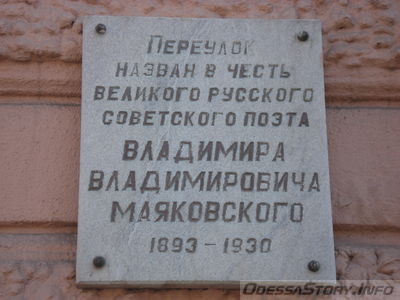 Переулок
назван в честь
великого русского
советского поэта
Владимира
Владимировича
Маяковского
1893 – 1930
OdessaStory.info